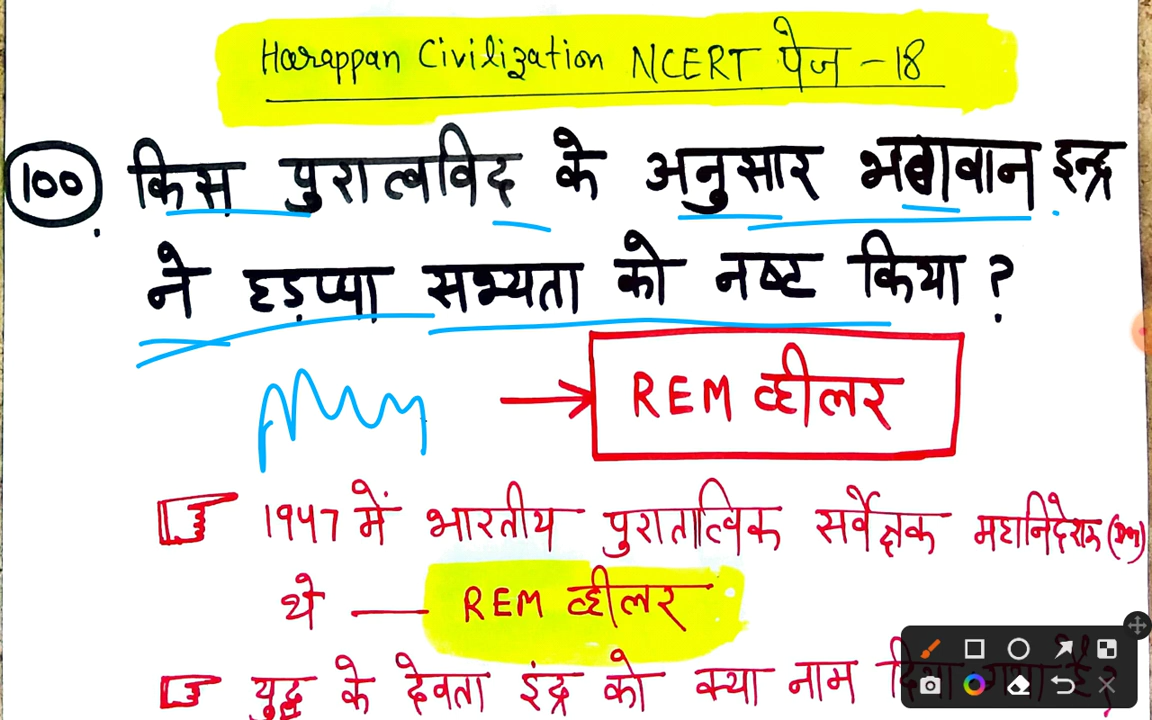 Harappan Civilization NCERT पेज - 18
100. किस पुरात्वविद के अनुसार भगवान इन्द्र
ने हड़प्पा सभ्यता को नष्ट किया ?
→ REM व्हीलर
1947 में भारतीय पुरातात्विक सर्वेक्षक महानिदेशक
थे — REM व्हीलर
युद्ध के देवता इंद्र को क्या नाम दिया गया है ?